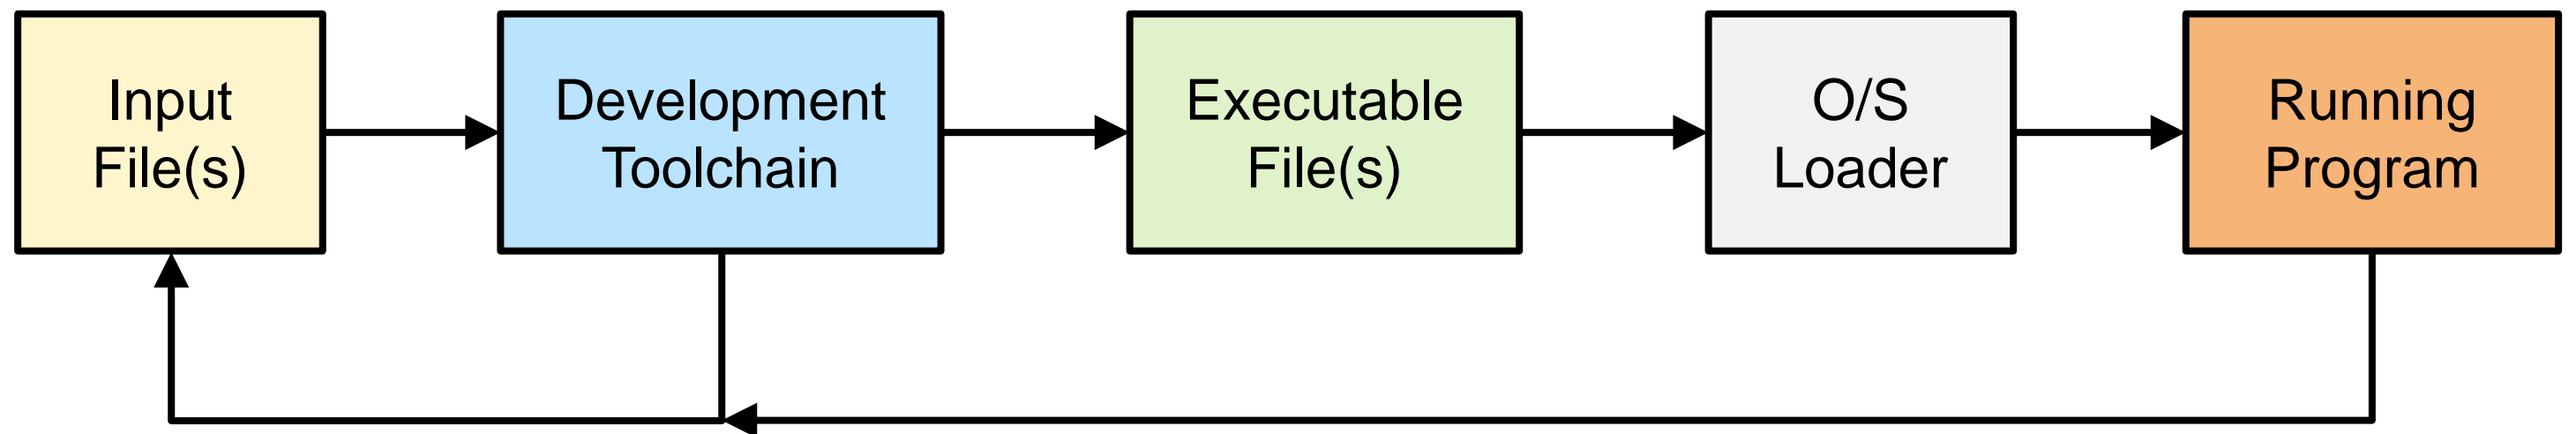 Input
File(s)
Development
Toolchain
Executable
File(s)
O/S
Loader
Running
Program